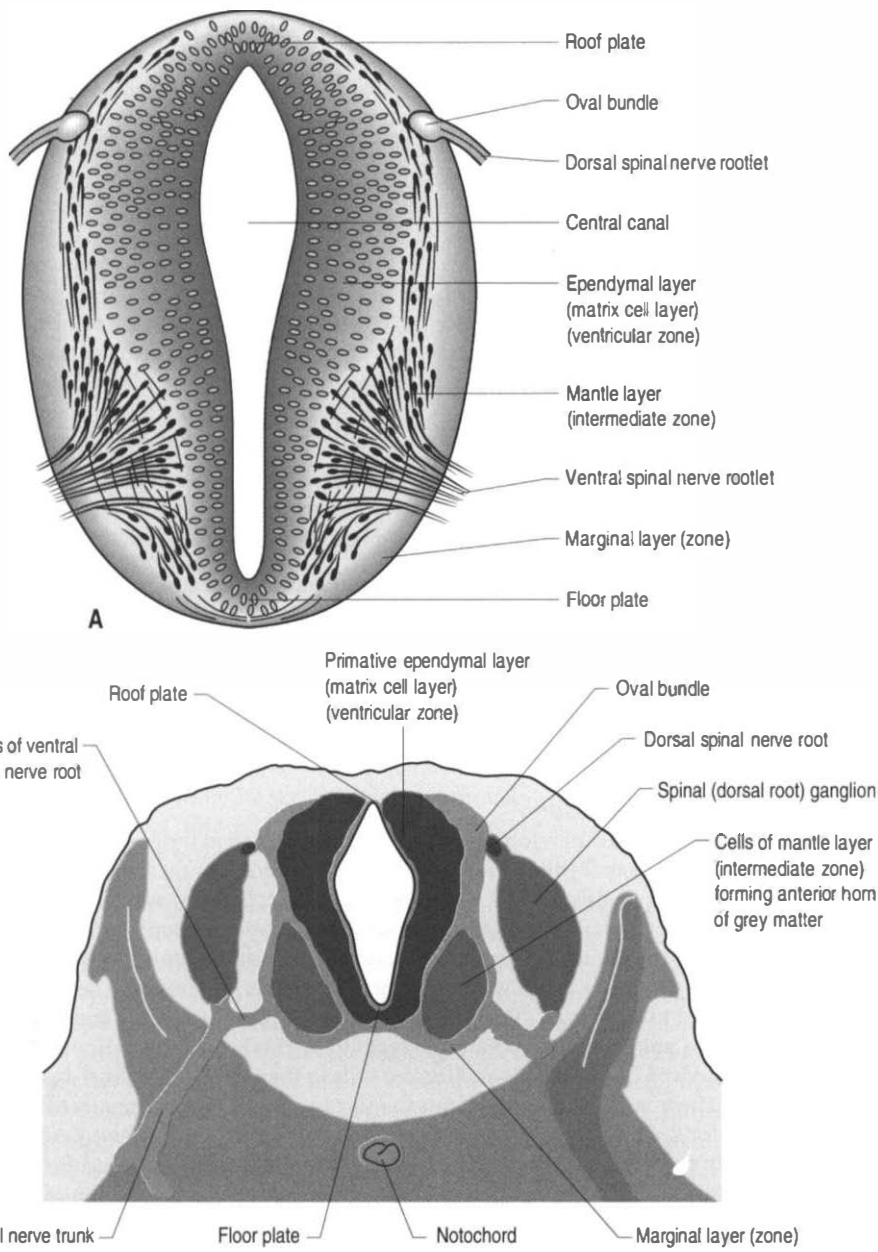 Roof plate
Oval bundle
Dorsal spinal nerve rootlet
Central canal
Ependymal layer
(matrix cell layer)
(ventricular zone)
Mantle layer
(intermediate zone)
Ventral spinal nerve rootlet
Marginal layer (zone)
Floor plate
A
Primative ependymal layer
(matrix cell layer)
(ventricular zone)
Roof plate
Oval bundle
s of ventral
nerve root
Dorsal spinal nerve root
Spinal (dorsal root) ganglion
Cells of mantle layer
(intermediate zone)
forming anterior horn
of grey matter
l nerve trunk
Floor plate
Notochord
Marginal layer (zone)